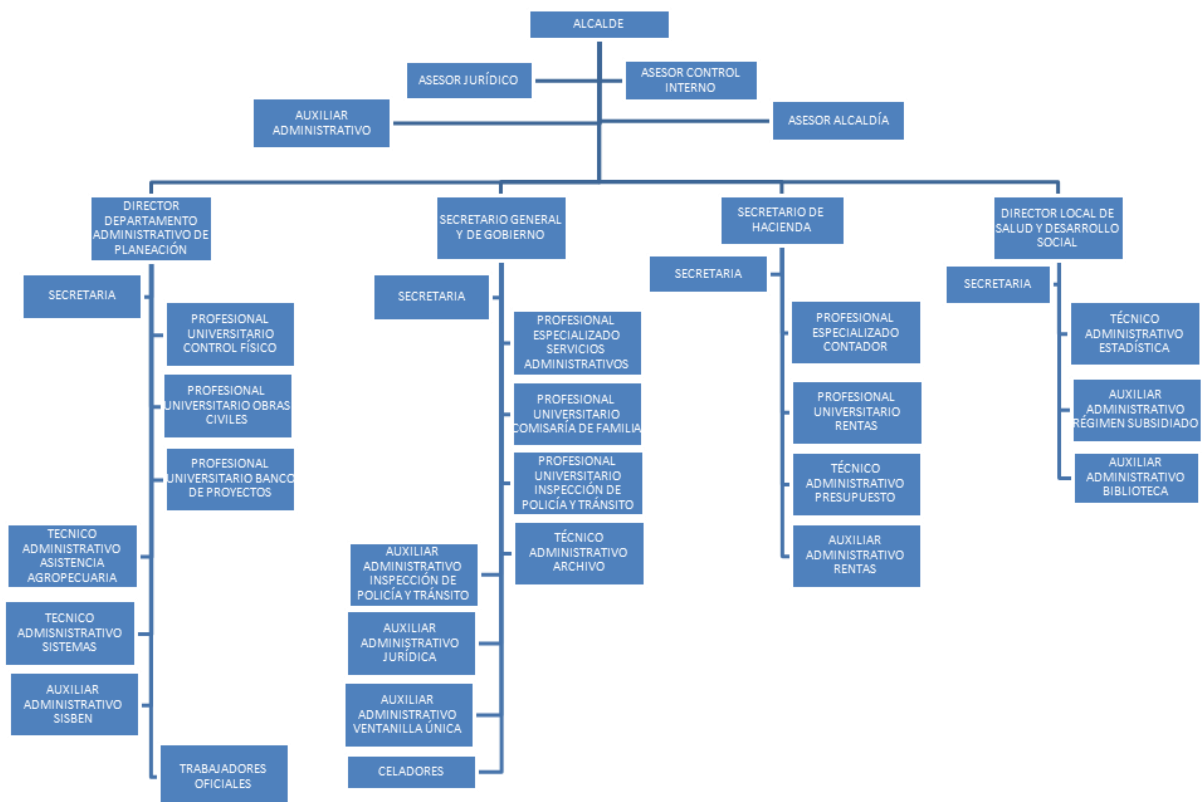 ALCALDE
ASESOR JURÍDICO
ASESOR CONTROL
INTERNO
AUXILIAR
ADMINISTRATIVO
ASESOR ALCALDÍA
DIRECTOR
DEPARTAMENTO
ADMINISTRATIVO DE
PLANEACIÓN
SECRETARIA
PROFESIONAL
UNIVERSITARIO
CONTROL FÍSICO
PROFESIONAL
UNIVERSITARIO OBRAS
CIVILES
PROFESIONAL
UNIVERSITARIO BANCO
DE PROYECTOS
TECNICO
ADMINISTRATIVO
ASISTENCIA
AGROPECUARIA
TECNICO
ADMISNISTRATIVO
SISTEMAS
AUXILIAR
ADMINISTRATIVO
SISBEN
TRABAJADORES
OFICIALES
SECRETARIO GENERAL
Y DE GOBIERNO
SECRETARIA
PROFESIONAL
ESPECIALIZADO
SERVICIOS
ADMINISTRATIVOS
PROFESIONAL
UNIVERSITARIO
COMISARÍA DE FAMILIA
PROFESIONAL
UNIVERSITARIO
INSPECCIÓN DE
POLICÍA Y TRÁNSITO
TÉCNICO
ADMINISTRATIVO
ARCHIVO
AUXILIAR
ADMINISTRATIVO
INSPECCIÓN DE
POLICÍA Y TRÁNSITO
AUXILIAR
ADMINISTRATIVO
JURÍDICA
AUXILIAR
ADMINISTRATIVO
VENTANILLA ÚNICA
CELADORES
SECRETARIO DE
HACIENDA
SECRETARIA
PROFESIONAL
ESPECIALIZADO
CONTADOR
PROFESIONAL
UNIVERSITARIO
RENTAS
TÉCNICO
ADMINISTRATIVO
PRESUPUESTO
AUXILIAR
ADMINISTRATIVO
RENTAS
DIRECTOR LOCAL DE
SALUD Y DESARROLLO
SOCIAL
SECRETARIA
TÉCNICO
ADMINISTRATIVO
ESTADÍSTICA
AUXILIAR
ADMINISTRATIVO
RÉGIMEN SUBSIDIADO
AUXILIAR
ADMINISTRATIVO
BIBLIOTECA